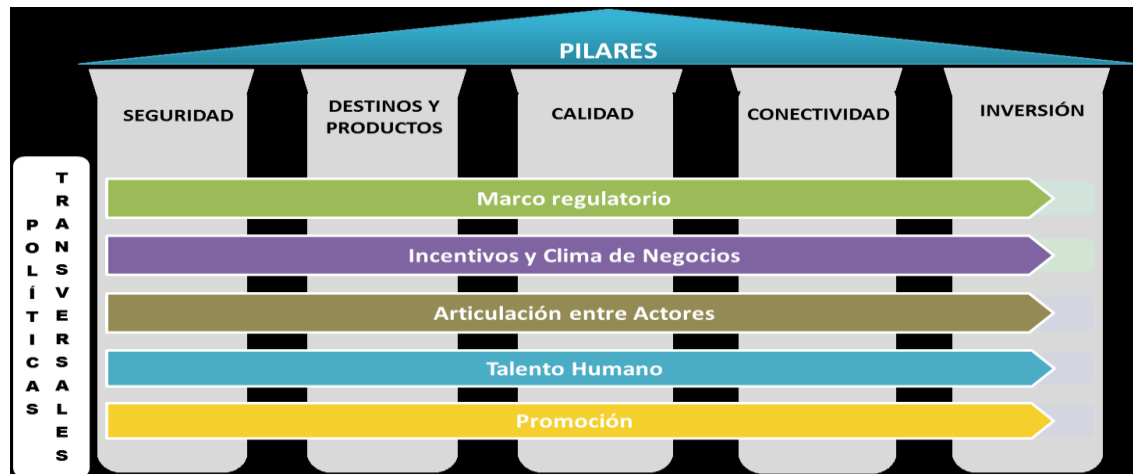 PILARES
SEGURIDAD
DESTINOS Y
PRODUCTOS
CALIDAD
CONECTIVIDAD
INVERSIÓN
POLÍTICAS
TRANSVERSALES
Marco regulatorio
Incentivos y Clima de Negocios
Articulación entre Actores
Talento Humano
Promoción